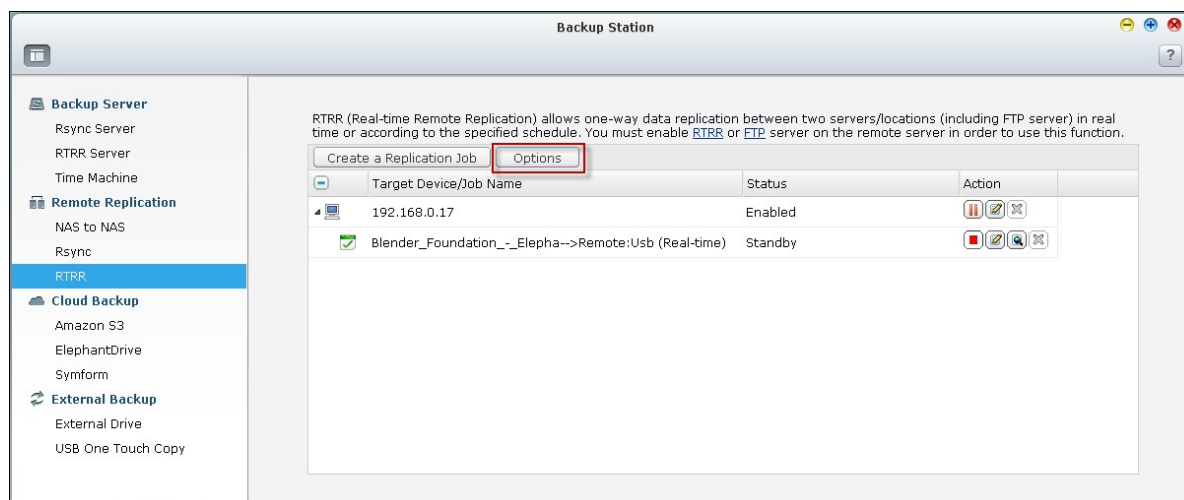 Backup Station
?
Backup Server
Rsync Server
RTRR Server
Time Machine
Remote Replication
NAS to NAS
Rsync
RTRR
Cloud Backup
Amazon S3
ElephantDrive
Symform
External Backup
External Drive
USB One Touch Copy
RTRR (Real-time Remote Replication) allows one-way data replication between two servers/locations (including FTP server) in real
time or according to the specified schedule. You must enable RTRR or FTP server on the remote server in order to use this function.
Create a Replication Job Options
Target Device/Job Name Status Action
192.168.0.17 Enabled
Blender_Foundation_-_Elepha-->Remote:Usb (Real-time) Standby